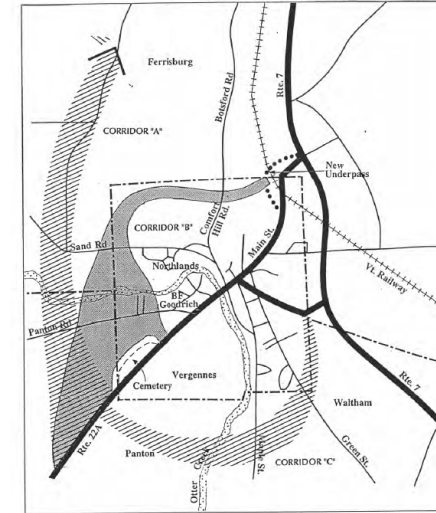 Ferrisburg
Botsford Rd
Rte. 7
CORRIDOR "A"
New
Underpass
Comfort
Hill Rd.
CORRIDOR "B"
Main St.
Sand Rd
Northlands
Vt. Railway
BF
Goodrich
Panton Rd
Vergennes
Cemetery
Rte. 7
Waltham
Rte. 22A
Panton
Otter
Creek
Green St.
CORRIDOR "C"